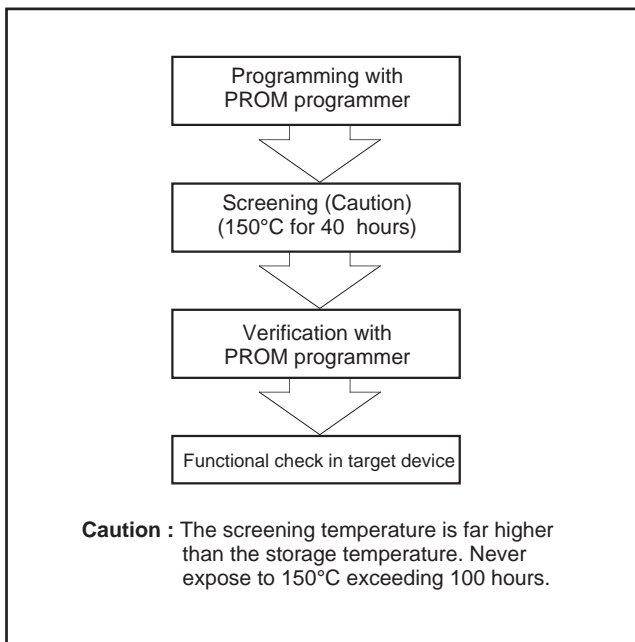 Programming with
PROM programmer
Screening (Caution)
(150°C for 40 hours)
Verification with
PROM programmer
Functional check in target device
Caution : The screening temperature is far higher
than the storage temperature. Never
expose to 150°C exceeding 100 hours.